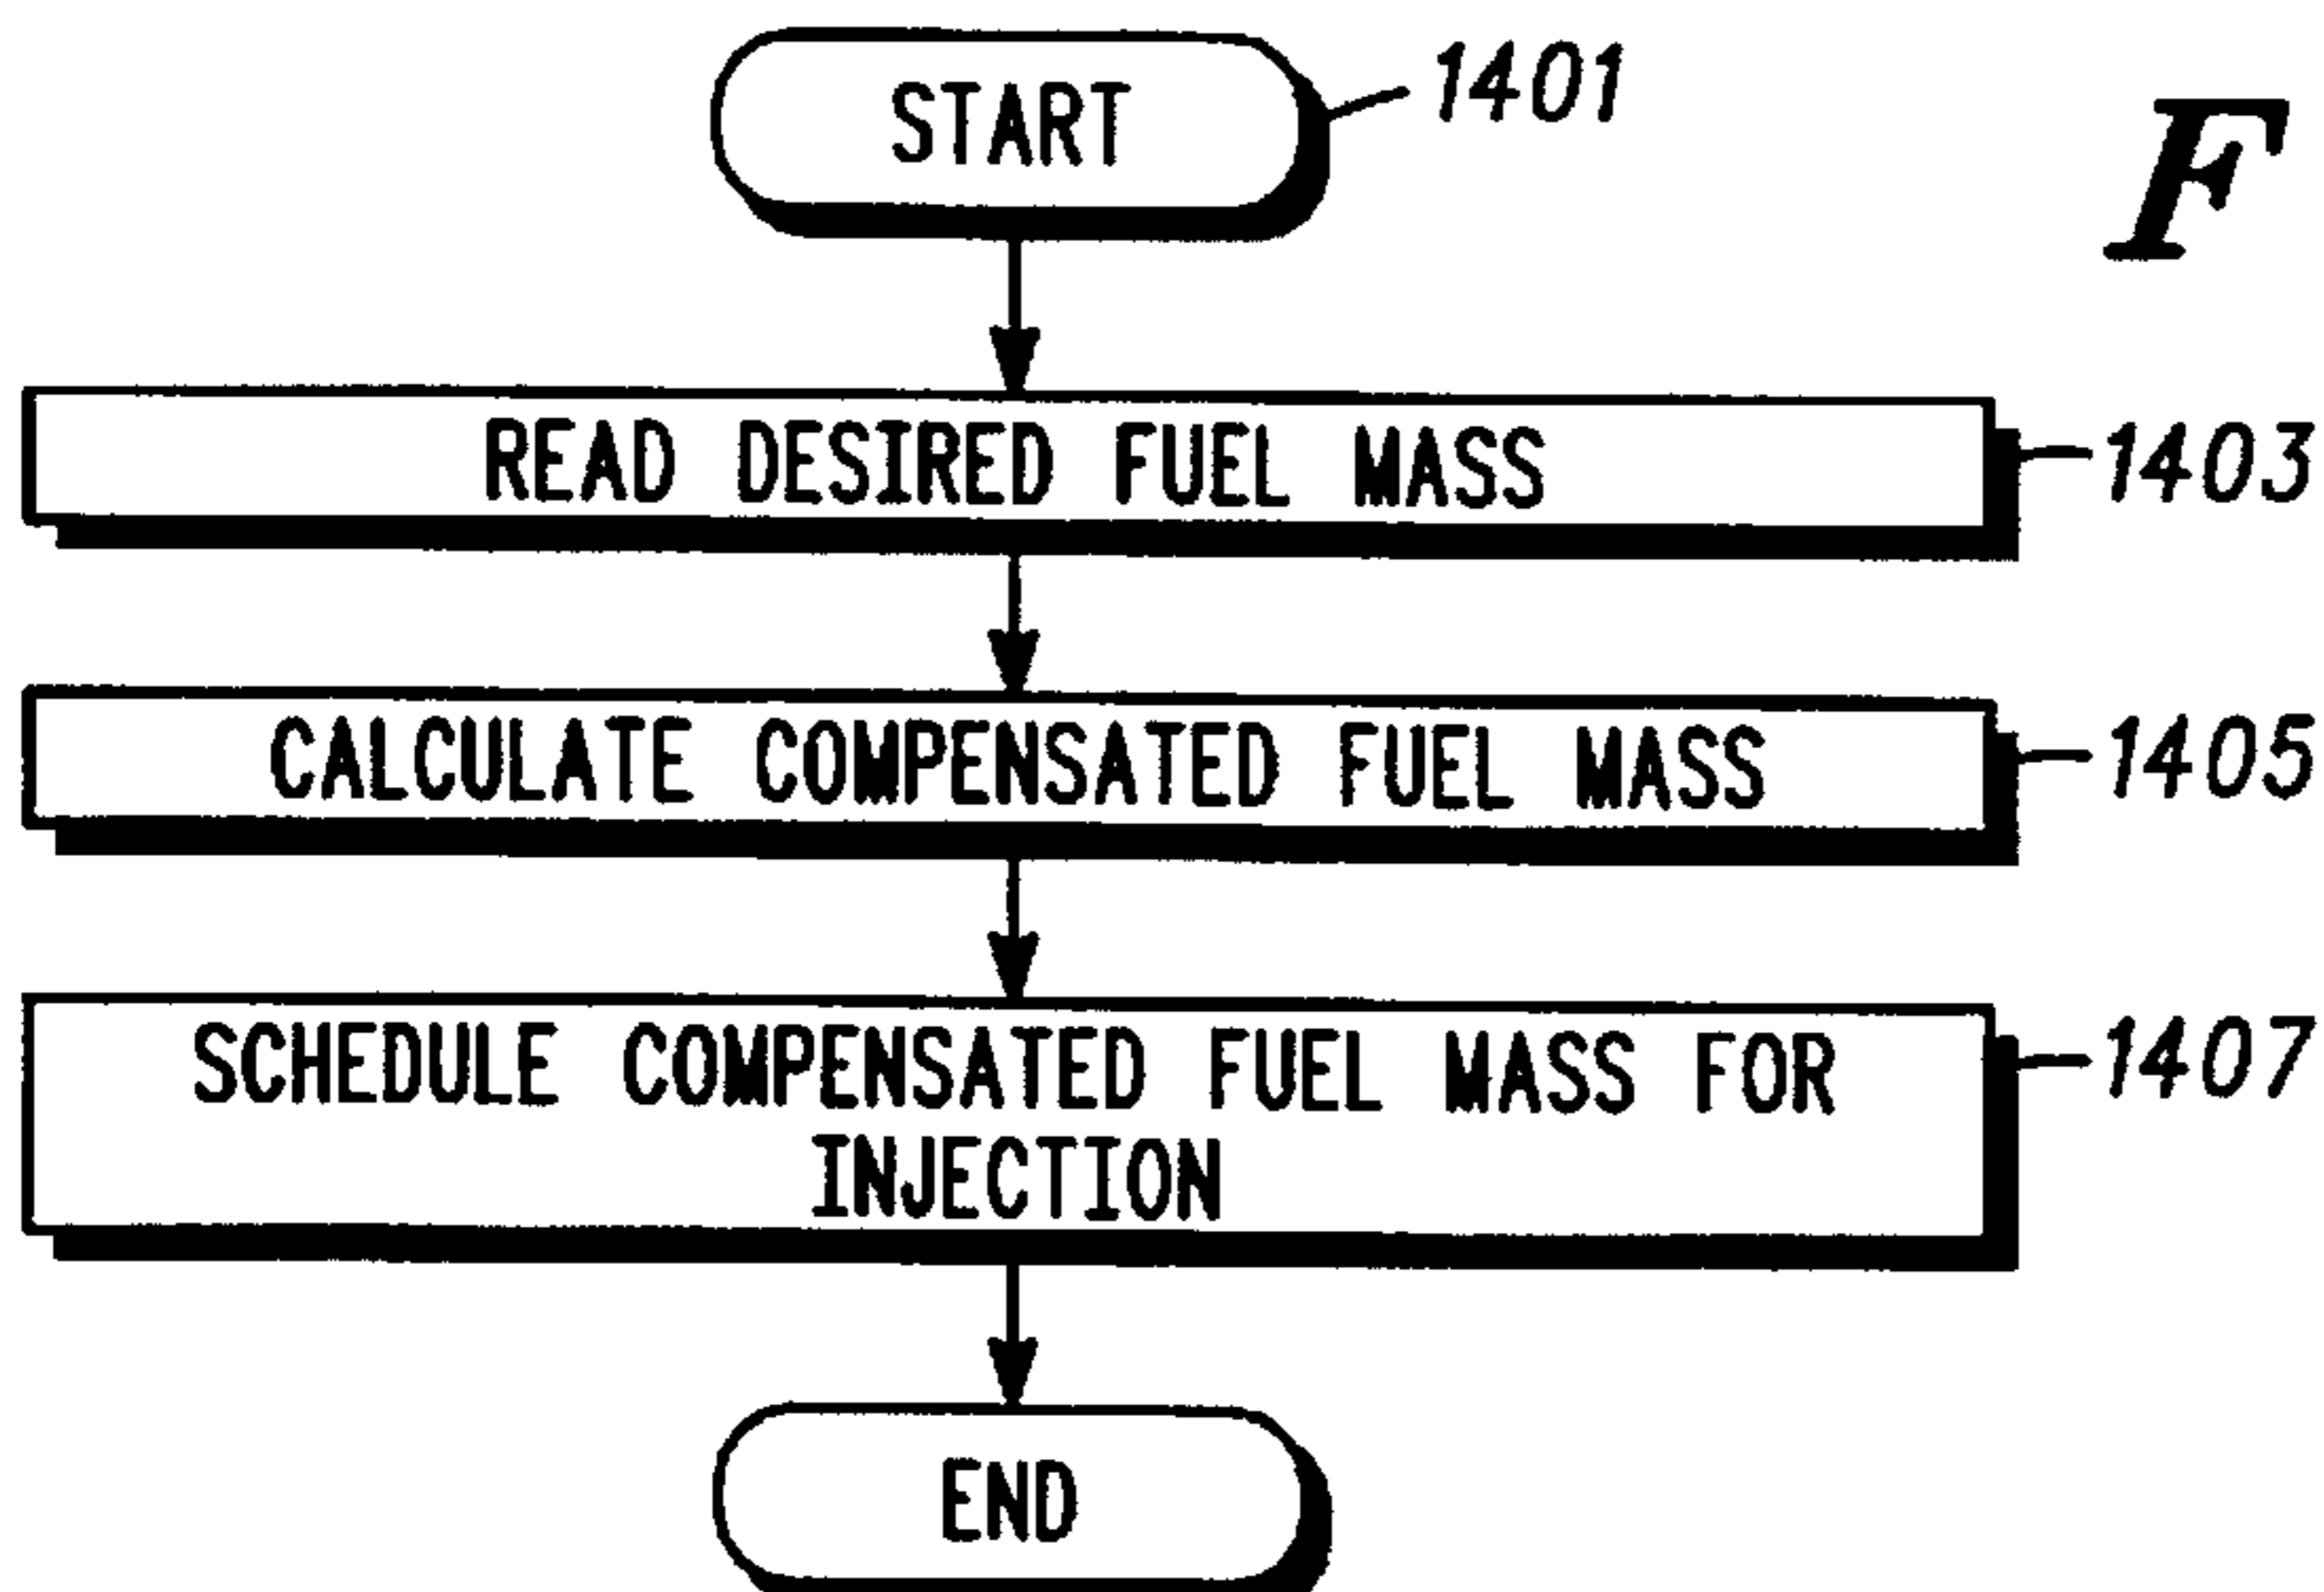 START
1401
F
READ DESIRED FUEL MASS
1403
CALCULATE COMPENSATED FUEL MASS
1405
SCHEDULE COMPENSATED FUEL MASS FOR
INJECTION
1407
END